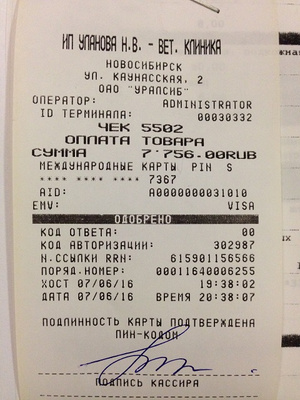 ИП УЛАНОВА Н.В. - ВЕТ. КЛИНИКА
НОВОСИБИРСК
УЛ. КАУНАССКАЯ, 2
ОАО "УРАЛСИБ"
ОПЕРАТОР: ADMINISTRATOR
ID ТЕРМИНАЛА: 00030332
ЧЕК 5502
ОПЛАТА ТОВАРА
СУММА 7'756.00RUB
МЕЖДУНАРОДНЫЕ КАРТЫ PIN S
**** **** **** 7367
AID: A0000000031010
EMV: VISA
ОДОБРЕНО
КОД ОТВЕТА: 00
КОД АВТОРИЗАЦИИ: 302987
N.ССЫЛКИ RRN: 615901156566
ПОРЯД.НОМЕР: 00011640006255
ХОСТ 07/06/16 19:38:02
ДАТА 07/06/16 ВРЕМЯ 20:38:07
ПОДЛИННОСТЬ КАРТЫ ПОДТВЕРЖДЕНА
ПИН-КОДОМ
ПОДПИСЬ КАССИРА